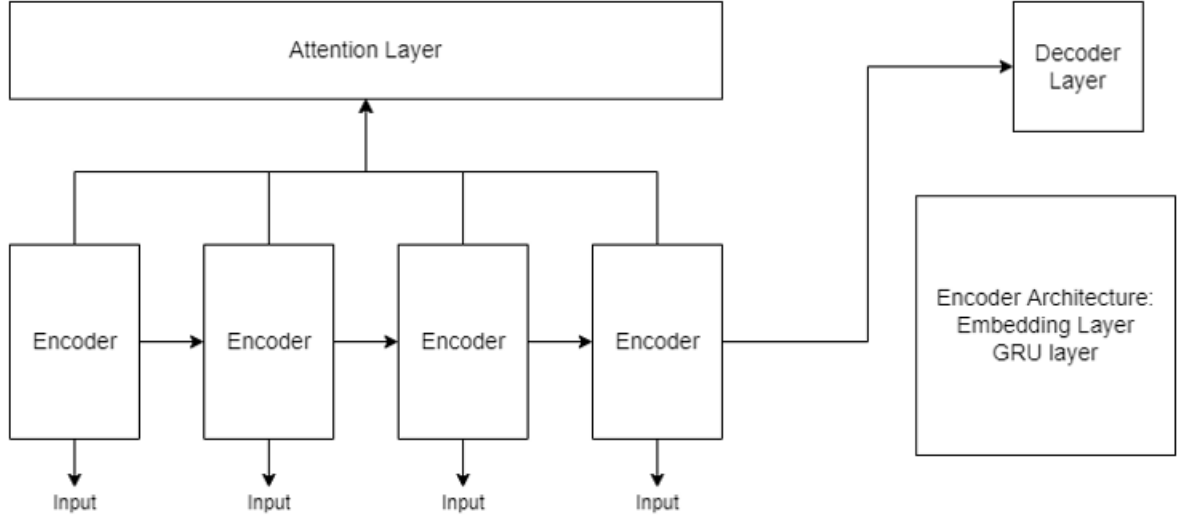 Attention Layer
Decoder
Layer
Encoder
Encoder
Encoder
Encoder
Encoder Architecture:
Embedding Layer
GRU layer
Input
Input
Input
Input